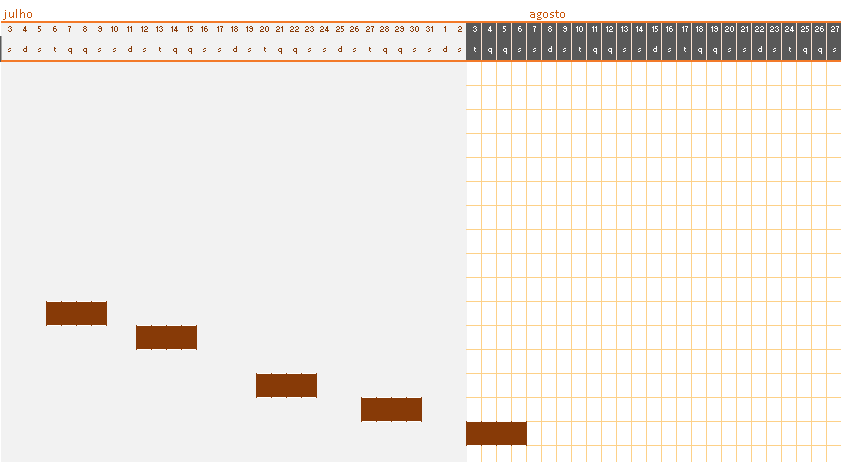 julho agosto
3 4 5 6 7 8 9 10 11 12 13 14 15 16 17 18 19 20 21 22 23 24 25 26 27 28 29 30 31 1 2 3 4 5 6 7 8 9 10 11 12 13 14 15 16 17 18 19 20 21 22 23 24 25 26 27
s d s t q q s s d s t q q s s d s t q q s s d s t q q s s d s t q q s s d s t q q s s d s t q q s s d s t q q s